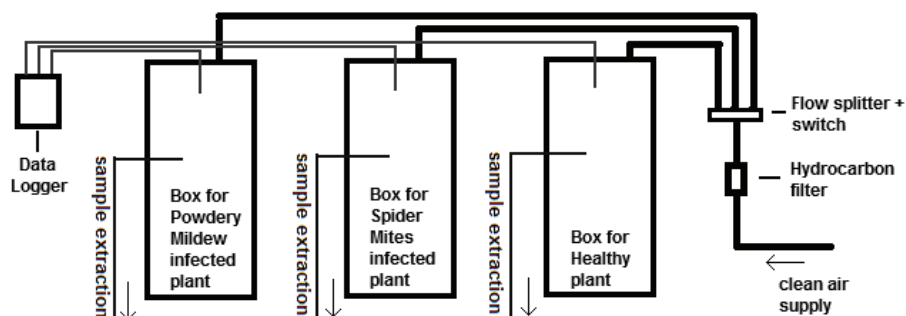 Data
Logger
sample extraction
Box for
Powdery
Mildew
infected
plant
sample extraction
Box for
Spider
Mites
infected
plant
sample extraction
Box for
Healthy
plant
Flow splitter +
switch
Hydrocarbon
filter
clean air
supply